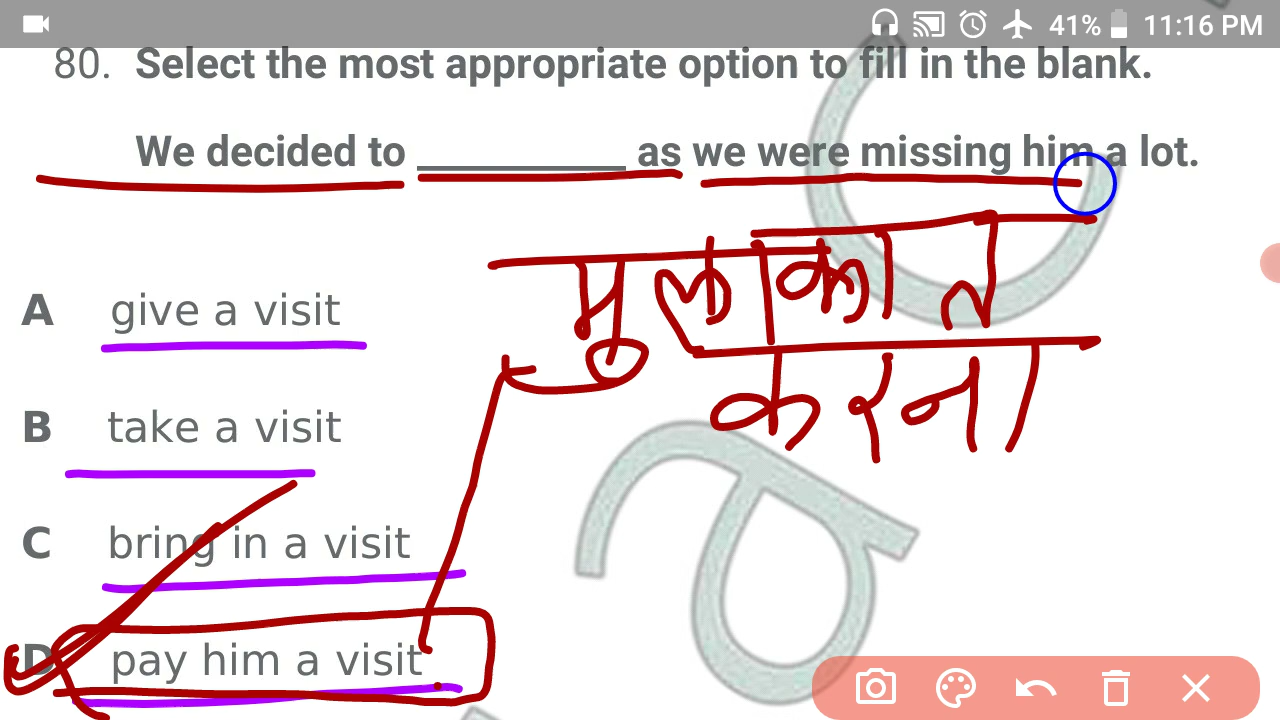 41% 11:16 PM
80. Select the most appropriate option to fill in the blank.
We decided to __________ as we were missing him a lot.
मुलाकात
करना
A give a visit
B take a visit
C bring in a visit
D pay him a visit